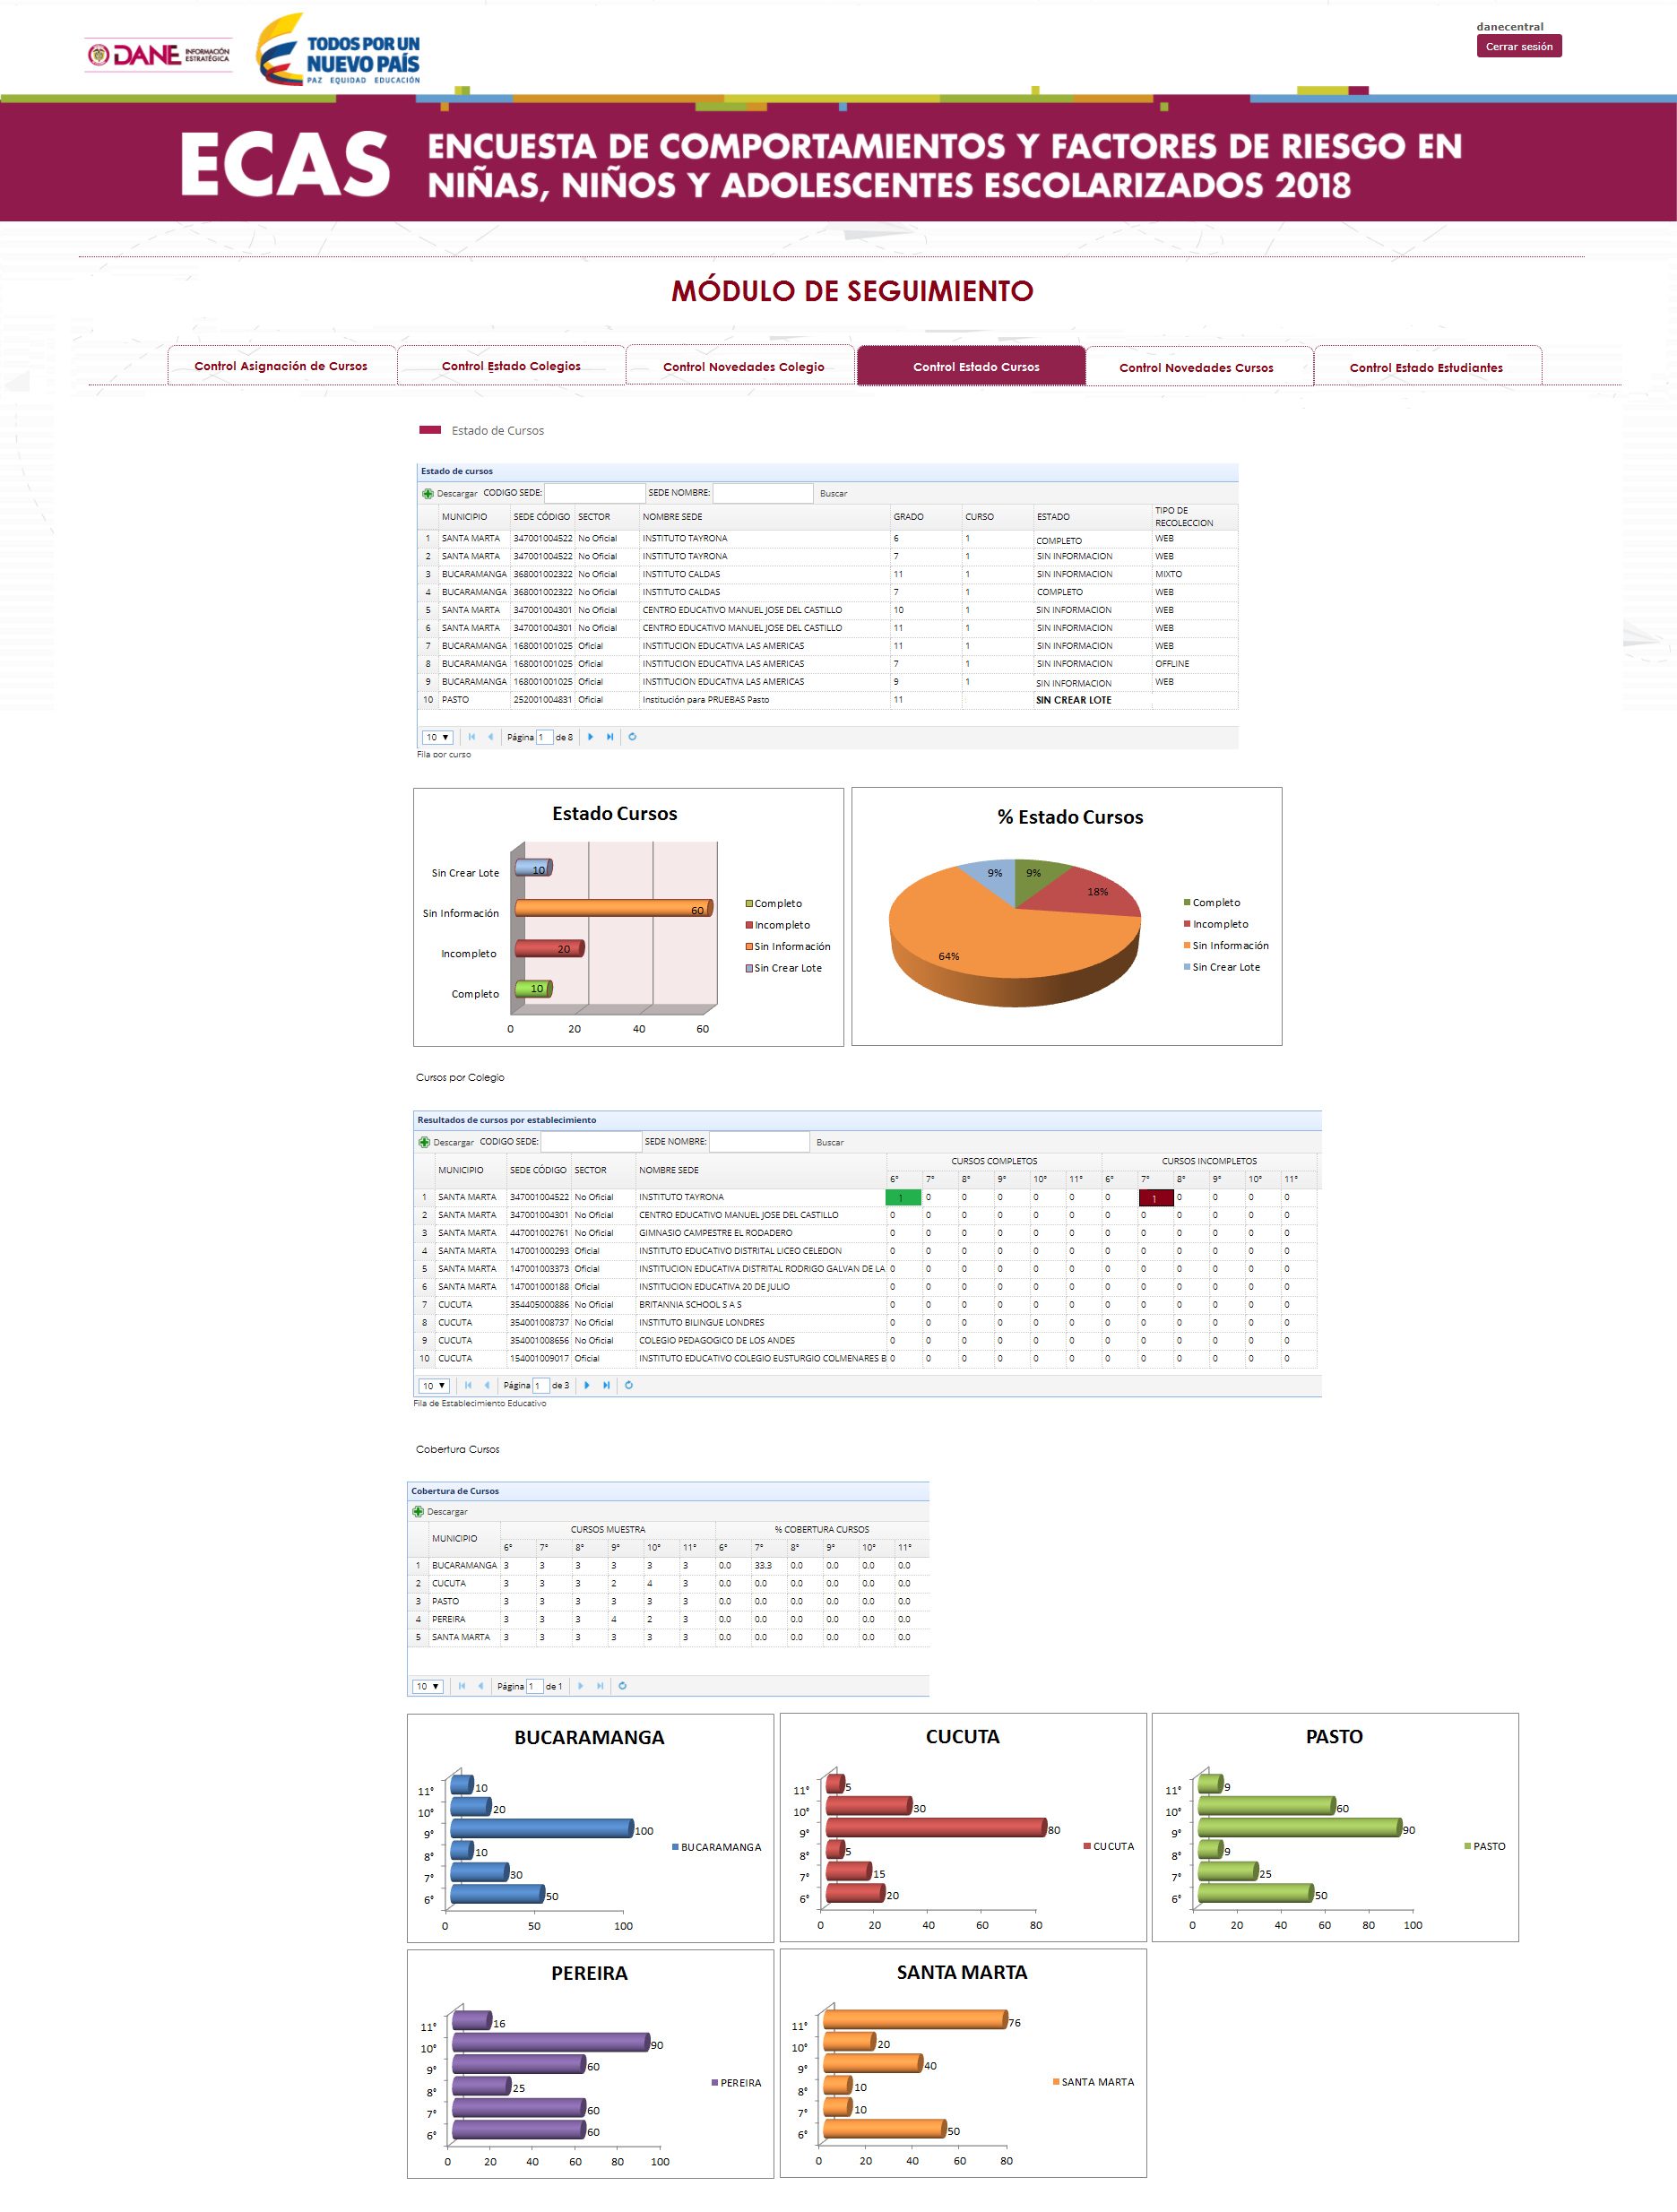 DANE INFORMACIÓN ESTRATÉGICA
TODOS POR UN
NUEVO PAÍS
PAZ EQUIDAD EDUCACIÓN
danecentral
Cerrar sesión
ECAS
ENCUESTA DE COMPORTAMIENTOS Y FACTORES DE RIESGO EN
NIÑAS, NIÑOS Y ADOLESCENTES ESCOLARIZADOS 2018
MÓDULO DE SEGUIMIENTO
Control Asignación de Cursos
Control Estado Colegios
Control Novedades Colegio
Control Estado Cursos
Control Novedades Cursos
Control Estado Estudiantes
Estado de Cursos
Estado de cursos
Descargar CODIGO SEDE: SEDE NOMBRE: Buscar
MUNICIPIO SEDE CÓDIGO SECTOR NOMBRE SEDE GRADO CURSO ESTADO TIPO DE RECOLECCION
1 SANTA MARTA 347001004522 No Oficial INSTITUTO TAYRONA 6 1 COMPLETO WEB
2 SANTA MARTA 347001004522 No Oficial INSTITUTO TAYRONA 7 1 SIN INFORMACION WEB
3 BUCARAMANGA 368001002322 No Oficial INSTITUTO CALDAS 11 1 SIN INFORMACION MIXTO
4 BUCARAMANGA 368001002322 No Oficial INSTITUTO CALDAS 7 1 COMPLETO WEB
5 SANTA MARTA 347001004301 No Oficial CENTRO EDUCATIVO MANUEL JOSE DEL CASTILLO 10 1 SIN INFORMACION WEB
6 SANTA MARTA 347001004301 No Oficial CENTRO EDUCATIVO MANUEL JOSE DEL CASTILLO 11 1 SIN INFORMACION WEB
7 BUCARAMANGA 168001001025 Oficial INSTITUCION EDUCATIVA LAS AMERICAS 11 1 SIN INFORMACION WEB
8 BUCARAMANGA 168001001025 Oficial INSTITUCION EDUCATIVA LAS AMERICAS 7 1 SIN INFORMACION OFFLINE
9 BUCARAMANGA 168001001025 Oficial INSTITUCION EDUCATIVA LAS AMERICAS 9 1 SIN INFORMACION WEB
10 PASTO 252001004831 Oficial Institución para PRUEBAS Pasto 11 SIN CREAR LOTE
10 Página 1 de 8
Fila por curso
Estado Cursos
Sin Crear Lote 10
Sin Información 60
Incompleto 20
Completo 10
0 20 40 60
Completo
Incompleto
Sin Información
Sin Crear Lote
% Estado Cursos
9% 9%
18%
64%
Completo
Incompleto
Sin Información
Sin Crear Lote
Cursos por Colegio
Resultados de cursos por establecimiento
Descargar CODIGO SEDE: SEDE NOMBRE: Buscar
MUNICIPIO SEDE CÓDIGO SECTOR NOMBRE SEDE CURSOS COMPLETOS CURSOS INCOMPLETOS
6° 7° 8° 9° 10° 11° 6° 7° 8° 9° 10° 11°
1 SANTA MARTA 347001004522 No Oficial INSTITUTO TAYRONA 1 0 0 0 0 0 0 1 0 0 0 0
2 SANTA MARTA 347001004301 No Oficial CENTRO EDUCATIVO MANUEL JOSE DEL CASTILLO 0 0 0 0 0 0 0 0 0 0 0 0
3 SANTA MARTA 447001002761 No Oficial GIMNASIO CAMPESTRE EL RODADERO 0 0 0 0 0 0 0 0 0 0 0 0
4 SANTA MARTA 147001000293 Oficial INSTITUTO EDUCATIVO DISTRITAL LICEO CELEDON 0 0 0 0 0 0 0 0 0 0 0 0
5 SANTA MARTA 147001003373 Oficial INSTITUCION EDUCATIVA DISTRITAL RODRIGO GALVAN DE LA 0 0 0 0 0 0 0 0 0 0 0 0
6 SANTA MARTA 147001000188 Oficial INSTITUCION EDUCATIVA 20 DE JULIO 0 0 0 0 0 0 0 0 0 0 0 0
7 CUCUTA 354405000886 No Oficial BRITANNIA SCHOOL S A S 0 0 0 0 0 0 0 0 0 0 0 0
8 CUCUTA 354001008737 No Oficial INSTITUTO BILINGUE LONDRES 0 0 0 0 0 0 0 0 0 0 0 0
9 CUCUTA 354001008656 No Oficial COLEGIO PEDAGOGICO DE LOS ANDES 0 0 0 0 0 0 0 0 0 0 0 0
10 CUCUTA 154001009017 Oficial INSTITUTO EDUCATIVO COLEGIO EUSTURGIO COLMENARES B 0 0 0 0 0 0 0 0 0 0 0 0
10 Página 1 de 3
Fila de Establecimiento Educativo
Cobertura Cursos
Cobertura de Cursos
Descargar
MUNICIPIO CURSOS MUESTRA % COBERTURA CURSOS
6° 7° 8° 9° 10° 11° 6° 7° 8° 9° 10° 11°
1 BUCARAMANGA 3 3 3 3 3 3 0.0 33.3 0.0 0.0 0.0 0.0
2 CUCUTA 3 3 3 2 4 3 0.0 0.0 0.0 0.0 0.0 0.0
3 PASTO 3 3 3 3 3 3 0.0 0.0 0.0 0.0 0.0 0.0
4 PEREIRA 3 3 3 4 2 3 0.0 0.0 0.0 0.0 0.0 0.0
5 SANTA MARTA 3 3 3 3 3 3 0.0 0.0 0.0 0.0 0.0 0.0
10 Página 1 de 1
BUCARAMANGA
11° 10
10° 20
9° 100
8° 10
7° 30
6° 50
0 50 100
BUCARAMANGA
CUCUTA
11° 5
10° 30
9° 80
8° 5
7° 15
6° 20
0 20 40 60 80
CUCUTA
PASTO
11° 9
10° 60
9° 90
8° 9
7° 25
6° 50
0 20 40 60 80 100
PASTO
PEREIRA
11° 16
10° 90
9° 60
8° 25
7° 60
6° 60
0 20 40 60 80 100
PEREIRA
SANTA MARTA
11° 76
10° 20
9° 40
8° 10
7° 10
6° 50
0 20 40 60 80
SANTA MARTA